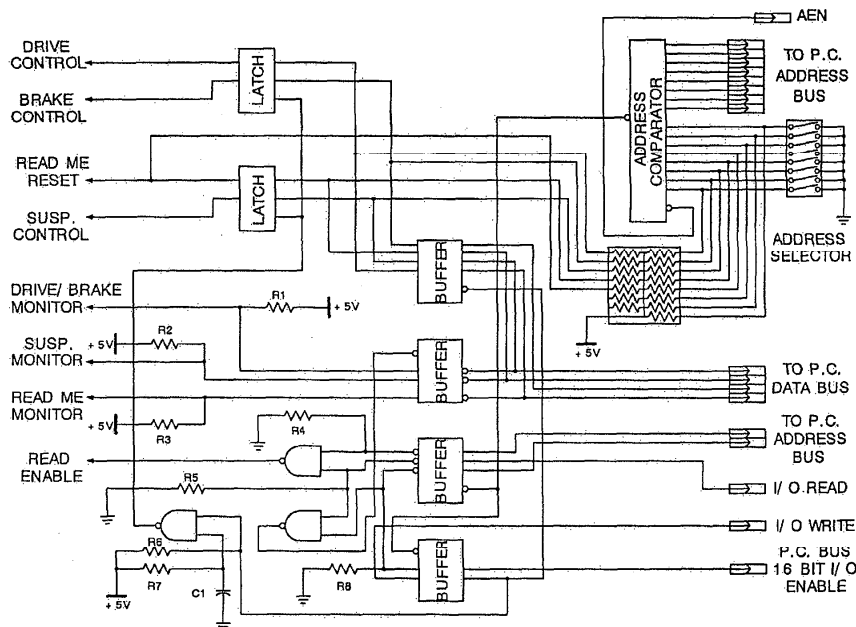 AEN
DRIVE
CONTROL
LATCH
BRAKE
CONTROL
TO P.C.
ADDRESS
BUS
ADDRESS
COMPARATOR
READ ME
RESET
LATCH
SUSP.
CONTROL
ADDRESS
SELECTOR
BUFFER
DRIVE/ BRAKE
MONITOR
R1
+ 5V
+ 5V
R2
SUSP.
MONITOR
BUFFER
+ 5V
TO P.C.
DATA BUS
READ ME
MONITOR
+ 5V
R3
R4
TO P.C.
ADDRESS
BUS
READ
ENABLE
BUFFER
R5
I/ O READ
I/ O WRITE
R6
R7
+ 5V
C1
R8
BUFFER
P.C. BUS
16 BIT I/ O
ENABLE